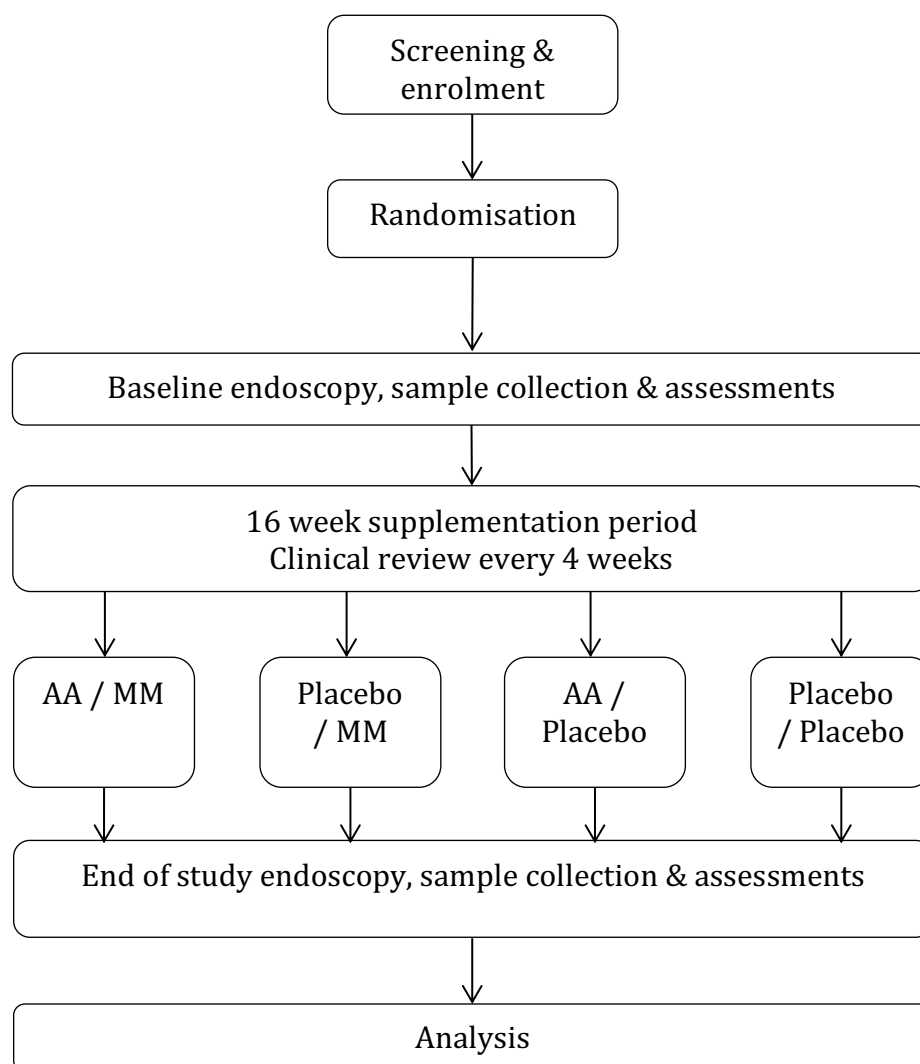 Screening &
enrolment
Randomisation
Baseline endoscopy, sample collection & assessments
16 week supplementation period
Clinical review every 4 weeks
AA / MM
Placebo
/ MM
AA /
Placebo
Placebo
/ Placebo
End of study endoscopy, sample collection & assessments
Analysis